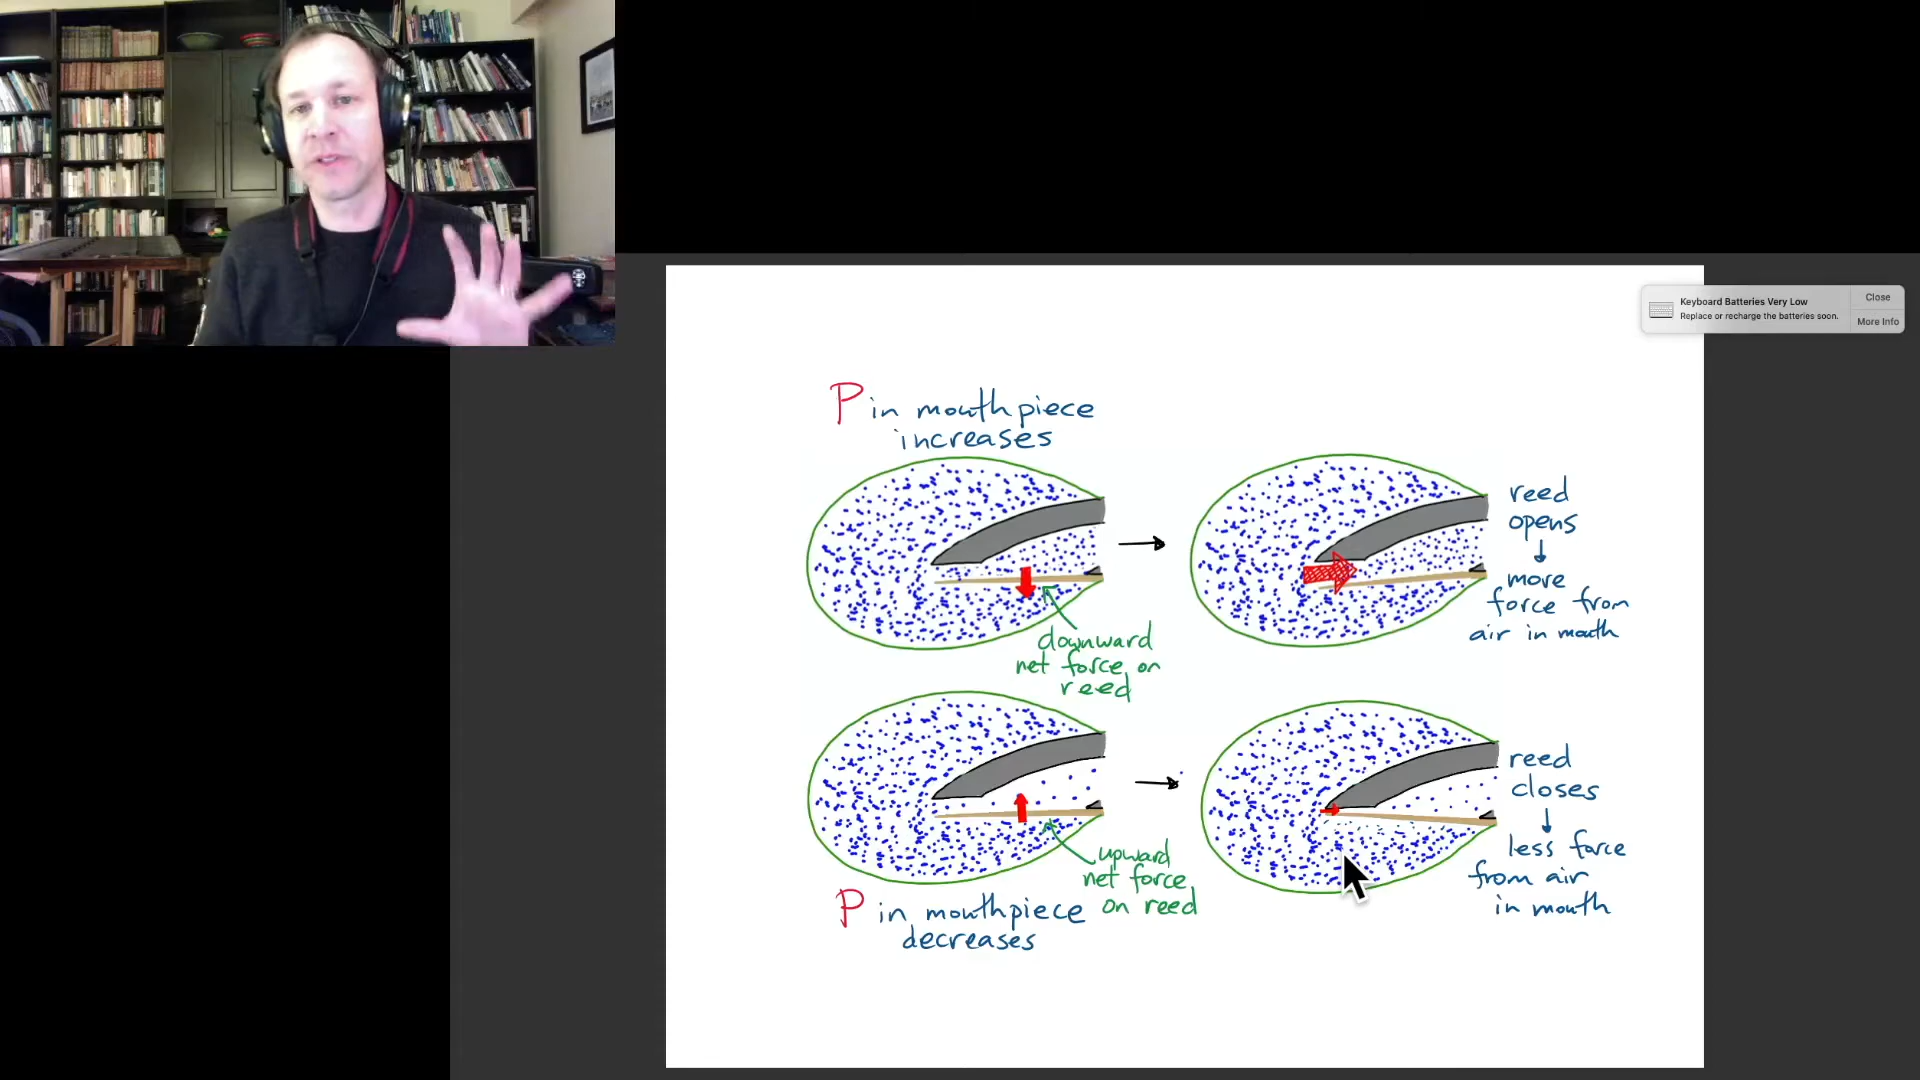 Keyboard Batteries Very Low
Replace or recharge the batteries soon.
Close
More Info
P in mouthpiece
increases
downward
net force on
reed
reed
opens
more
force from
air in mouth
upward
net force
on reed
P in mouthpiece
decreases
reed
closes
less force
from air
in mouth